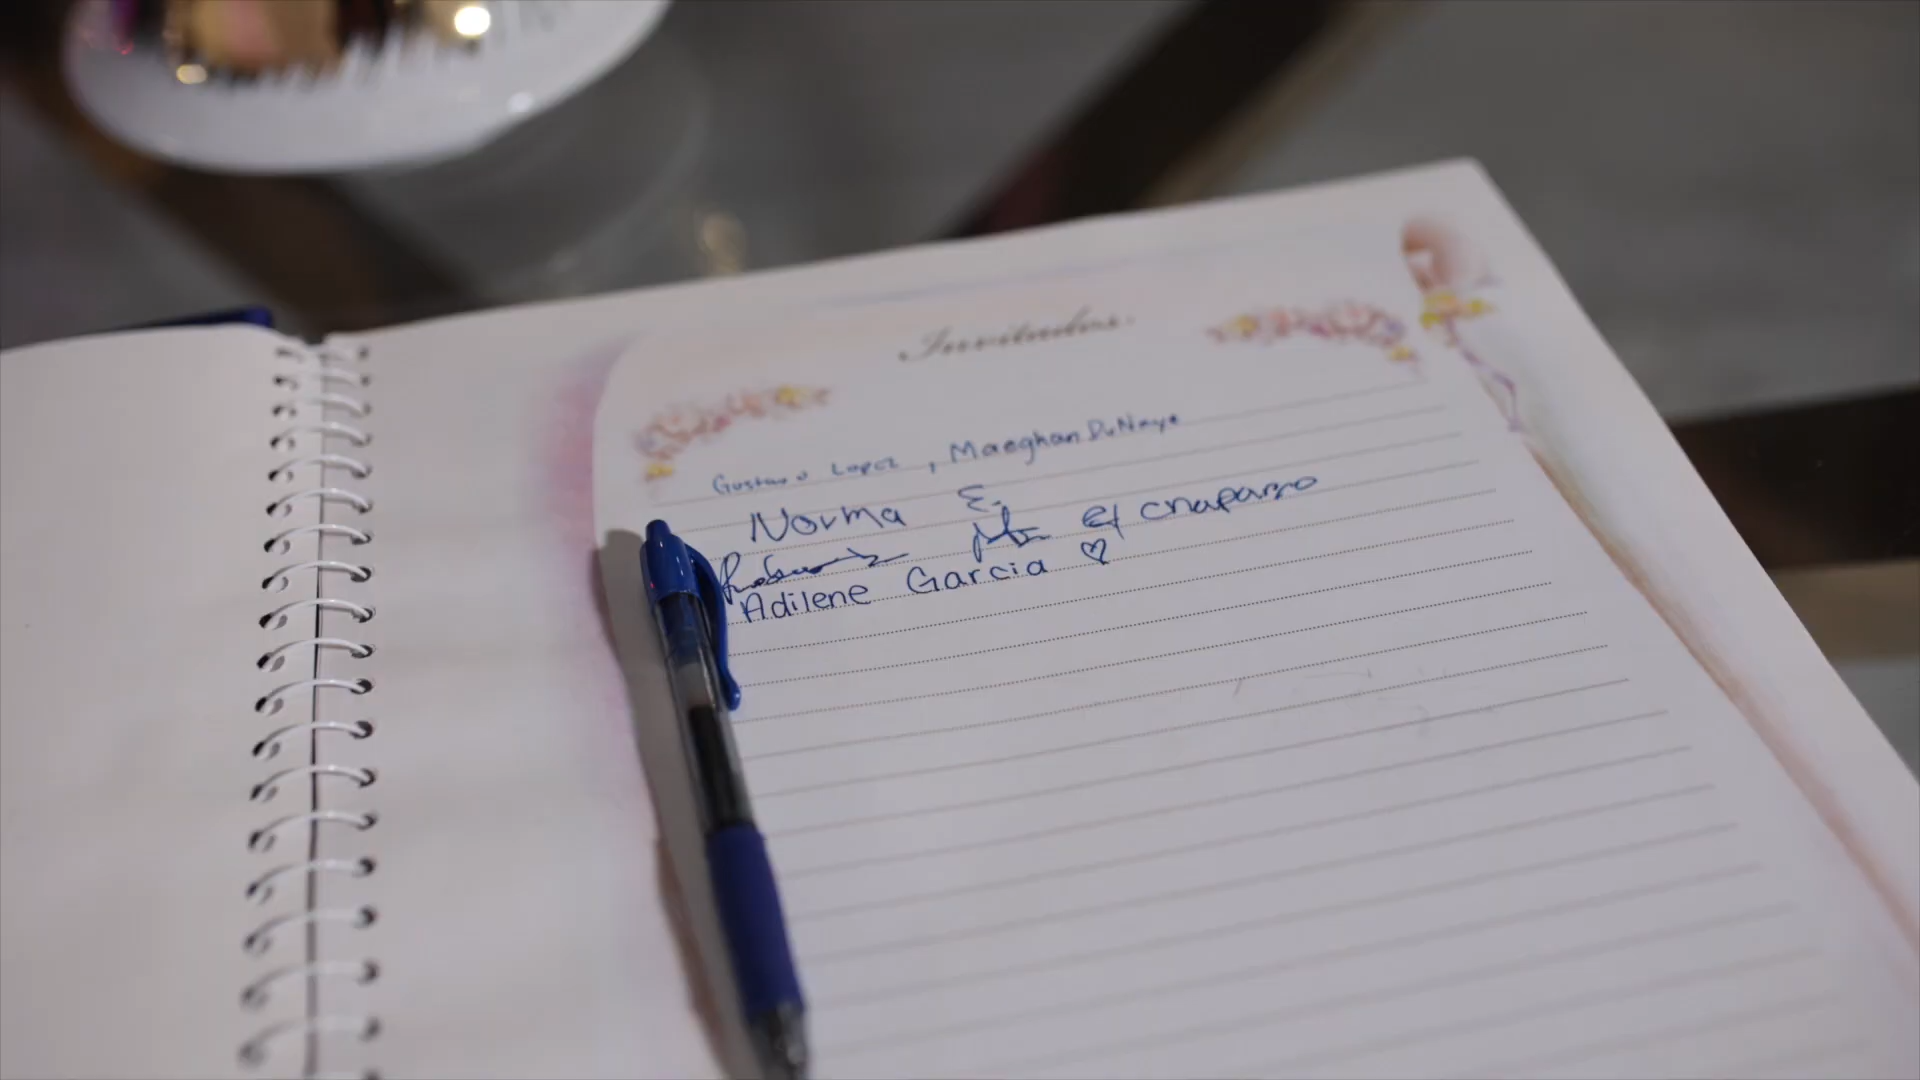 Invitados
Gustavo Lopez, Maeghan DuNaye
Norma E.
El chaparro
Adilene Garcia ♡